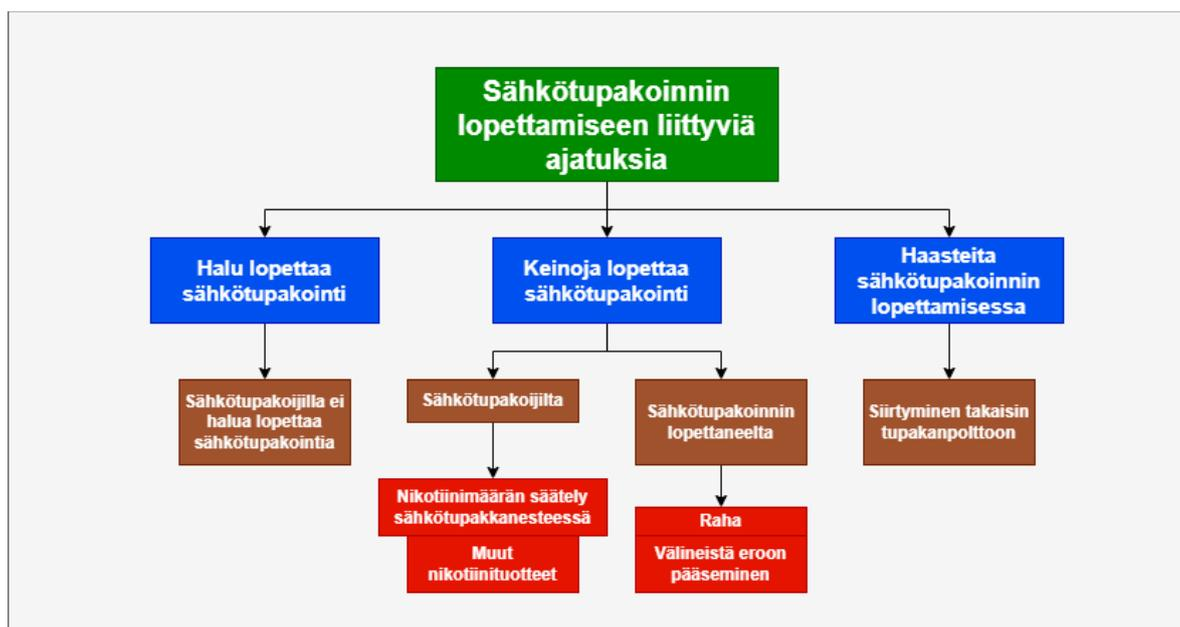 Sähkötupakoinnin
lopettamiseen liittyviä
ajatuksia
Halu lopettaa
sähkötupakointi
Keinoja lopettaa
sähkötupakointi
Haasteita
sähkötupakoinnin
lopettamisessa
Sähkötupakoijilla ei
halua lopettaa
sähkötupakointia
Sähkötupakoijilta
Sähkötupakoinnin
lopettaneelta
Siirtyminen takaisin
tupakanpolttoon
Nikotiinimäärän säätely
sähkötupakkanesteessä
Muut
nikotiinituotteet
Raha
Välineistä eroon
pääseminen